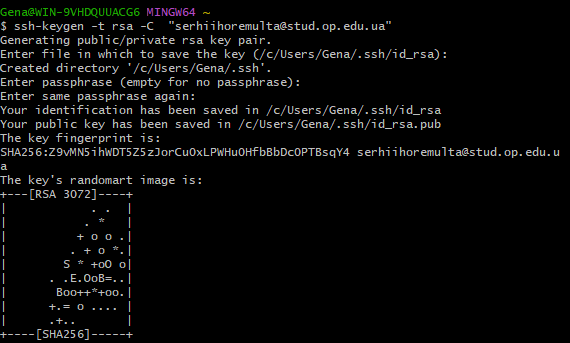 Gena@WIN-9VHDQUUACG6 MINGW64 ~
$ ssh-keygen -t rsa -C  "serhiihoremulta@stud.op.edu.ua"
Generating public/private rsa key pair.
Enter file in which to save the key (/c/Users/Gena/.ssh/id_rsa):
Created directory '/c/Users/Gena/.ssh'.
Enter passphrase (empty for no passphrase):
Enter same passphrase again:
Your identification has been saved in /c/Users/Gena/.ssh/id_rsa
Your public key has been saved in /c/Users/Gena/.ssh/id_rsa.pub
The key fingerprint is:
SHA256:Z9vMN5ihWDT5Z5zJorCuOxLPWHuOHfbBbDcOPTBsqY4 serhiihoremulta@stud.op.edu.u
a
The key's randomart image is:
+---[RSA 3072]----+
|            . .  |
|           . *   |
|          + o o .|
|         . + o *.|
|        S * +oO o|
|      . .E.OoB=..|
|       Boo++*+oo.|
|      +.= o .... |
|      .+..       |
+----[SHA256]-----+